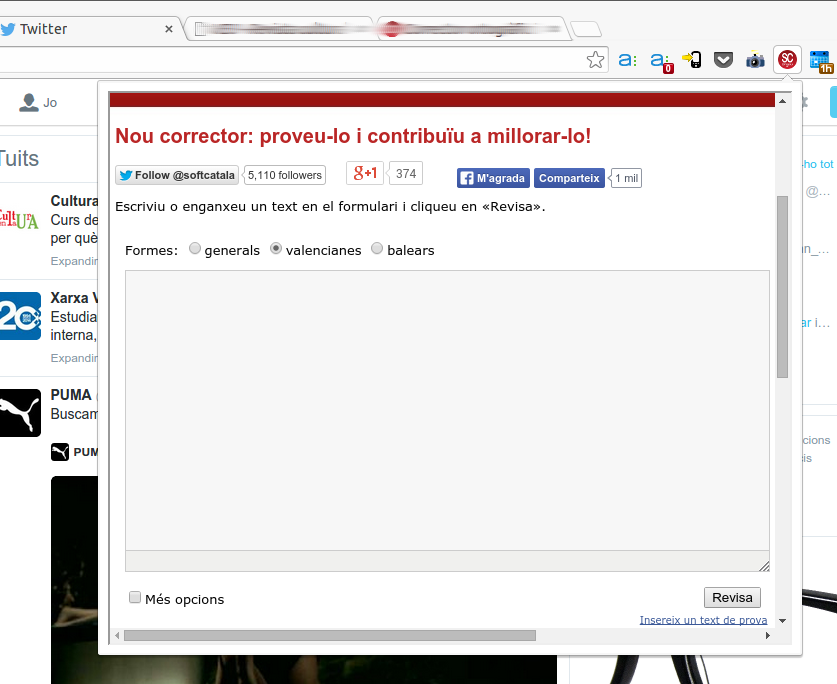 Twitter
0
SC
1h
Jo
Tuits
Cultura
Curs de
per què
Expandir
Xarxa V
Estudia
interna,
Expandir
PUMA
Buscam
PUM
Nou corrector: proveu-lo i contribuïu a millorar-lo!
Follow @softcatala
5,110 followers
g+1
374
M'agrada
Comparteix
1 mil
Escriviu o enganxeu un text en el formulari i cliqueu en «Revisa».
Formes: generals valencianes balears
Més opcions
Revisa
Insereix un text de prova
-ho tot
@...
an_...
ar i...
cions
cis